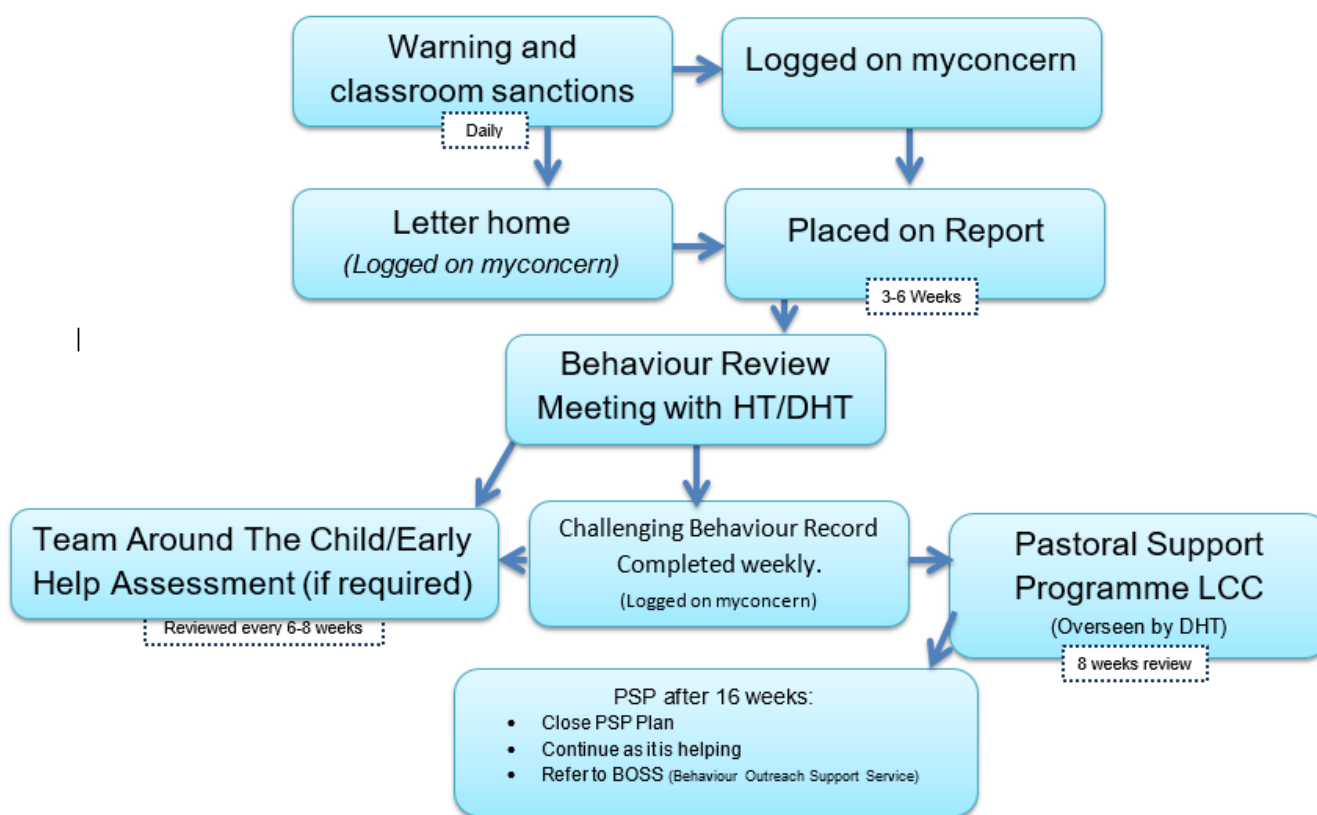 Warning and
classroom sanctions
Daily
Logged on myconcern
Letter home
(Logged on myconcern)
Placed on Report
3-6 Weeks
Behaviour Review
Meeting with HT/DHT
Team Around The Child/Early
Help Assessment (if required)
Reviewed every 6-8 weeks
Challenging Behaviour Record
Completed weekly.
(Logged on myconcern)
Pastoral Support
Programme LCC
(Overseen by DHT)
8 weeks review
PSP after 16 weeks:
• Close PSP Plan
• Continue as it is helping
• Refer to BOSS (Behaviour Outreach Support Service)